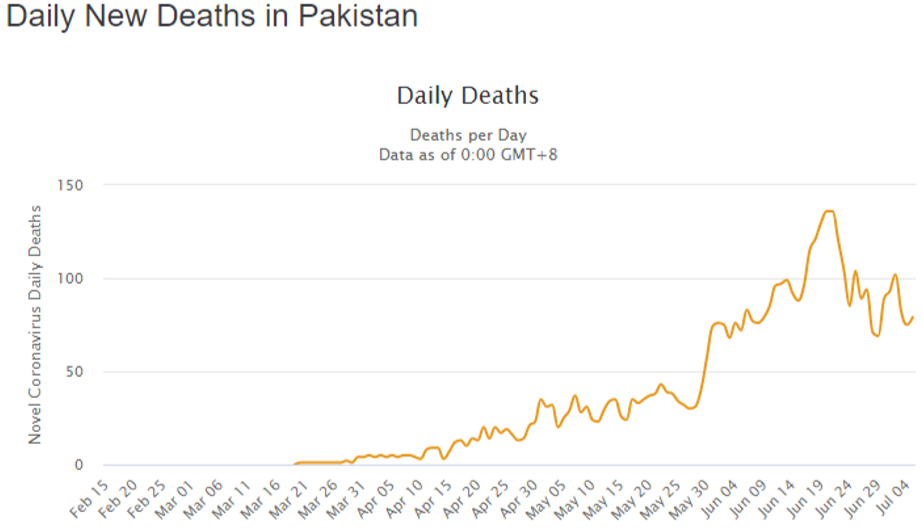 Daily New Deaths in Pakistan
Daily Deaths
Deaths per Day
Data as of 0:00 GMT+8
Novel Coronavirus Daily Deaths
150
100
50
0
Feb 15
Feb 20
Feb 25
Mar 01
Mar 06
Mar 11
Mar 16
Mar 21
Mar 26
Mar 31
Apr 05
Apr 10
Apr 15
Apr 20
Apr 25
Apr 30
May 05
May 10
May 15
May 20
May 25
May 30
Jun 04
Jun 09
Jun 14
Jun 19
Jun 24
Jun 29
Jul 04